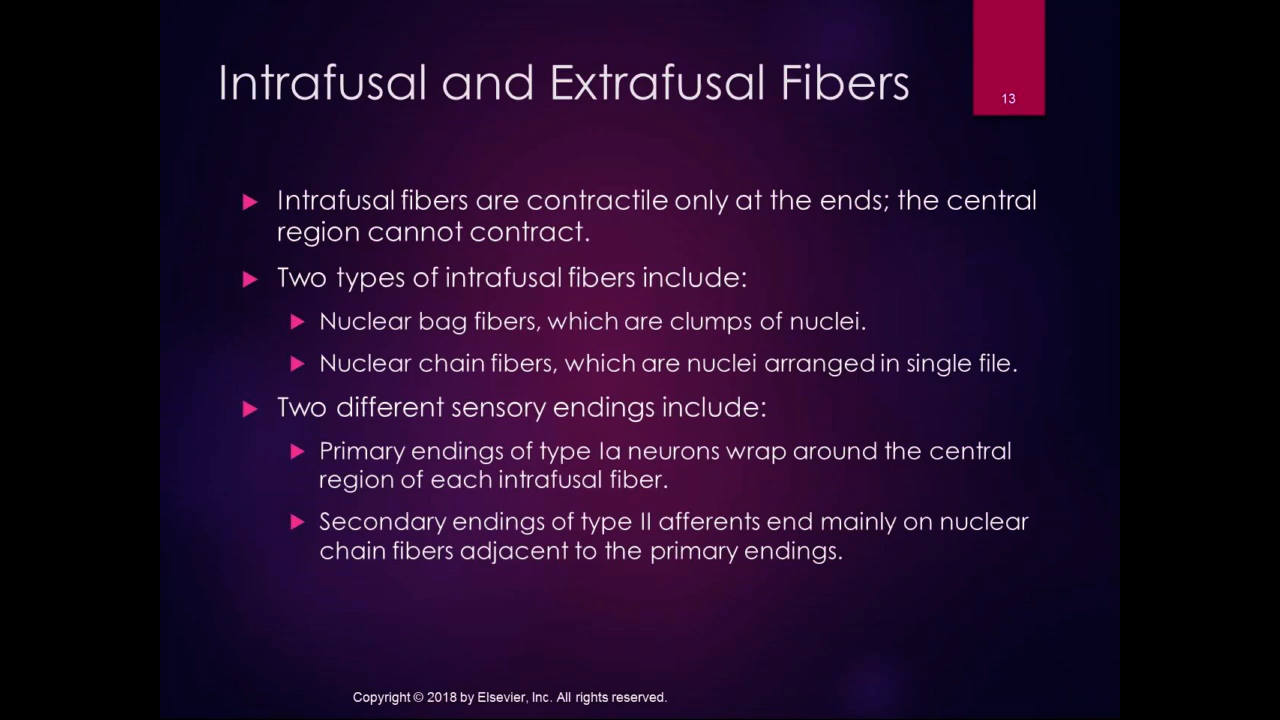 Intrafusal and Extrafusal Fibers
13
Intrafusal fibers are contractile only at the ends; the central
region cannot contract.
Two types of intrafusal fibers include:
Nuclear bag fibers, which are clumps of nuclei.
Nuclear chain fibers, which are nuclei arranged in single file.
Two different sensory endings include:
Primary endings of type Ia neurons wrap around the central
region of each intrafusal fiber.
Secondary endings of type II afferents end mainly on nuclear
chain fibers adjacent to the primary endings.
Copyright © 2018 by Elsevier, Inc. All rights reserved.